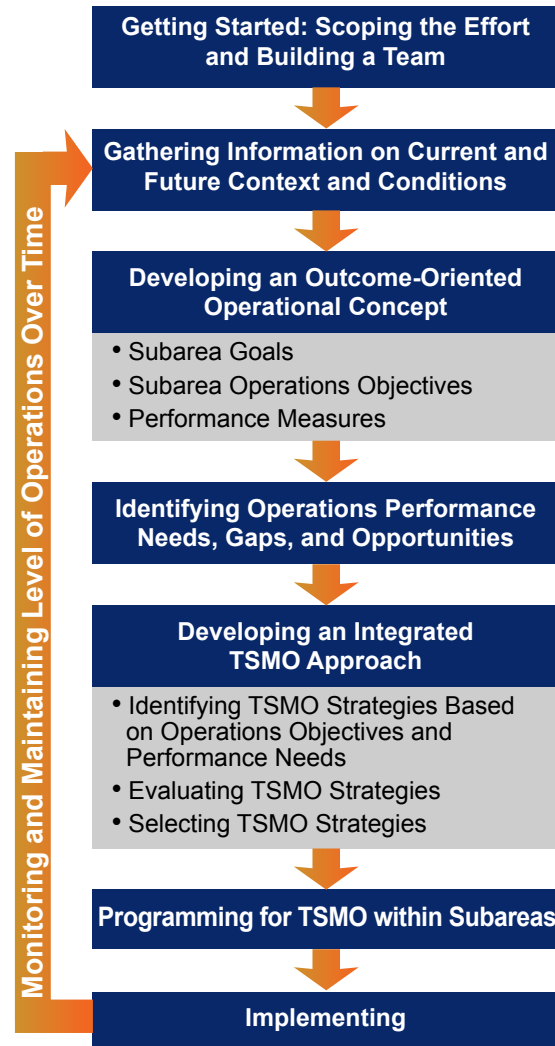 Getting Started: Scoping the Effort
and Building a Team
Gathering Information on Current and
Future Context and Conditions
Developing an Outcome-Oriented
Operational Concept
• Subarea Goals
• Subarea Operations Objectives
• Performance Measures
Identifying Operations Performance
Needs, Gaps, and Opportunities
Developing an Integrated
TSMO Approach
• Identifying TSMO Strategies Based
on Operations Objectives and
Performance Needs
• Evaluating TSMO Strategies
• Selecting TSMO Strategies
Programming for TSMO within Subareas
Implementing
Monitoring and Maintaining Level of Operations Over Time